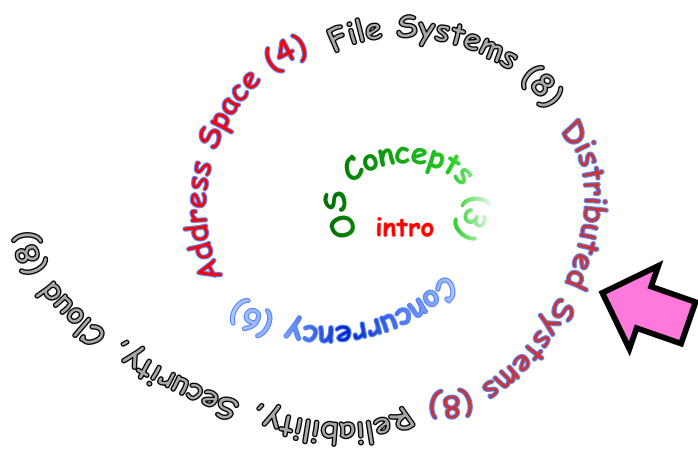 intro
OS Concepts (3)
Concurrency (6)
Address Space (4)
File Systems (8)
Distributed Systems (8)
Reliability, Security, Cloud (8)